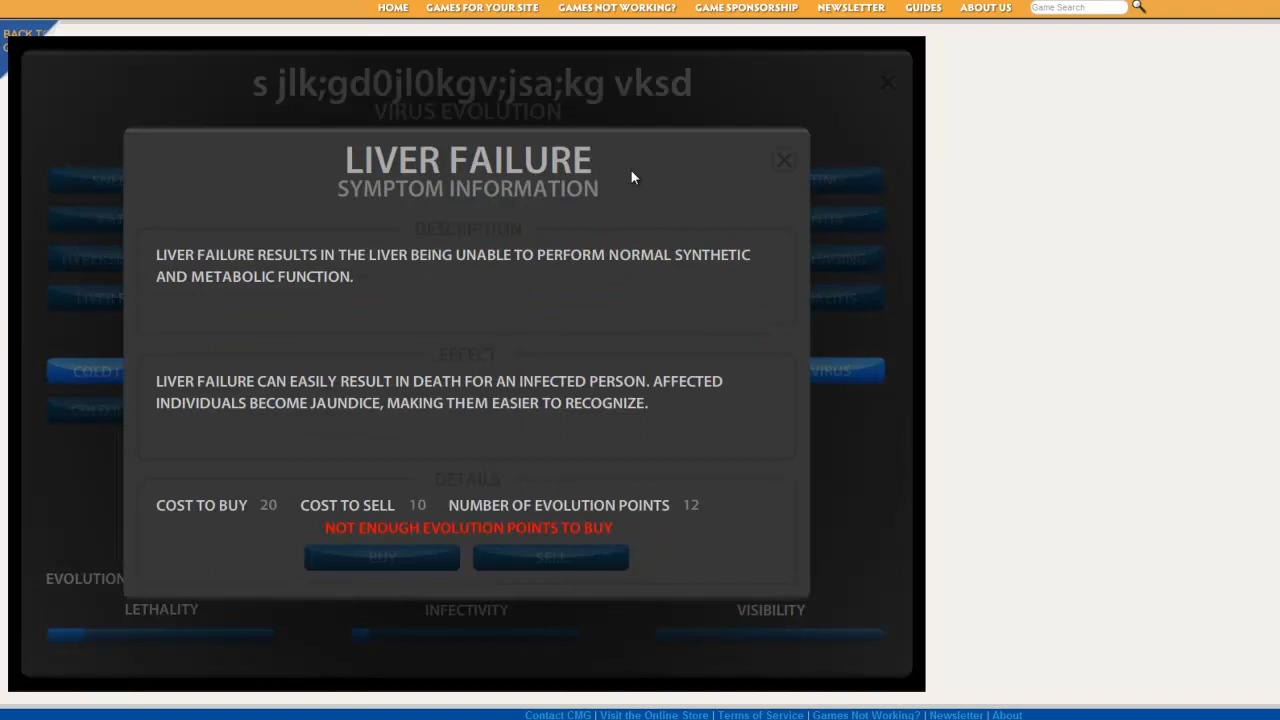 HOME GAMES FOR YOUR SITE GAMES NOT WORKING? GAME SPONSORSHIP NEWSLETTER GUIDES ABOUT US Game Search
BACK T
s jlk;gd0jl0kgv;jsa;kg vksd
VIRUS EVOLUTION
LIVER FAILURE
SYMPTOM INFORMATION
DESCRIPTION
LIVER FAILURE RESULTS IN THE LIVER BEING UNABLE TO PERFORM NORMAL SYNTHETIC
AND METABOLIC FUNCTION.
EFFECT
LIVER FAILURE CAN EASILY RESULT IN DEATH FOR AN INFECTED PERSON. AFFECTED
INDIVIDUALS BECOME JAUNDICE, MAKING THEM EASIER TO RECOGNIZE.
COLD
VIRUS
DETAILS
COST TO BUY 20 COST TO SELL 10 NUMBER OF EVOLUTION POINTS 12
NOT ENOUGH EVOLUTION POINTS TO BUY
BUY SELL
EVOLUTION
LETHALITY INFECTIVITY VISIBILITY
Contact CMG | Visit the Online Store | Terms of Service | Games Not Working? | Newsletter | About